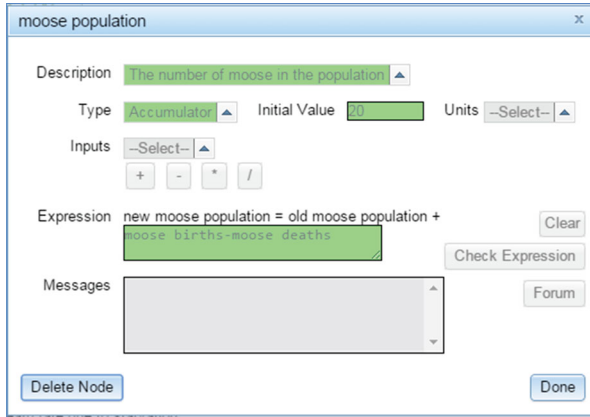 moose population x
Description The number of moose in the population
Type Accumulator Initial Value 20 Units --Select--
Inputs --Select--
+ - * /
Expression new moose population = old moose population +
moose births-moose deaths
Clear
Check Expression
Messages
Forum
Delete Node Done